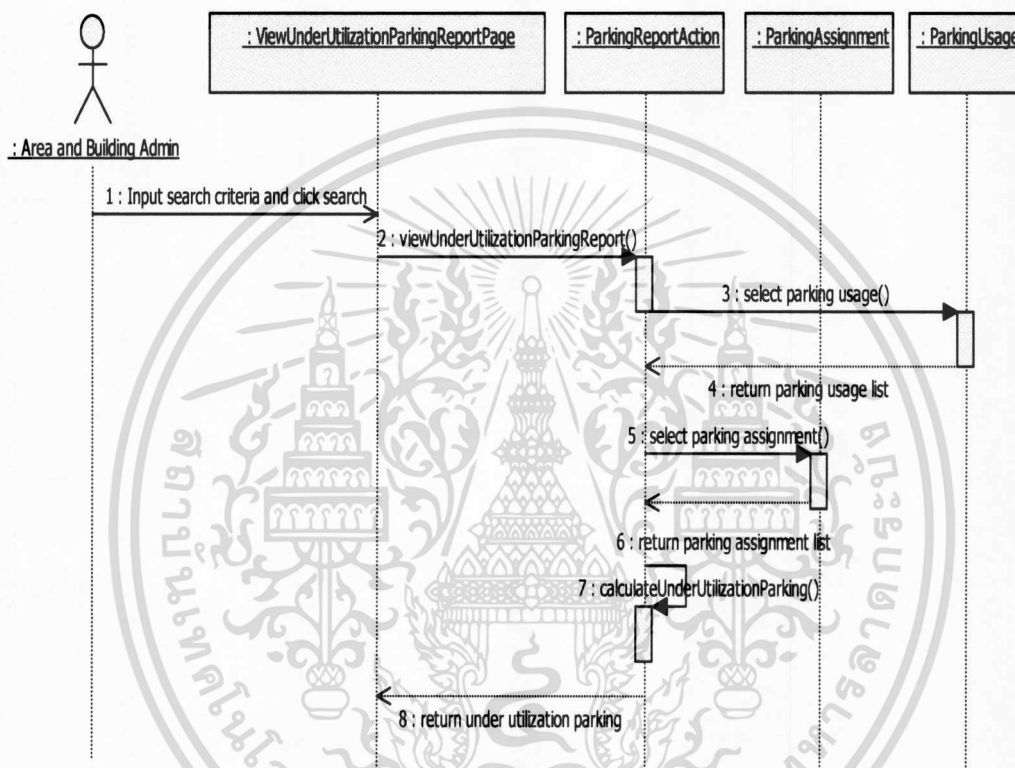 : ViewUnderUtilizationParkingReportPage
: ParkingReportAction
: ParkingAssignment
: ParkingUsage
: Area and Building Admin
1 : Input search criteria and click search
2 : viewUnderUtilizationParkingReport()
3 : select parking usage()
4 : return parking usage list
5 : select parking assignment()
6 : return parking assignment list
7 : calculateUnderUtilizationParking()
8 : return under utilization parking